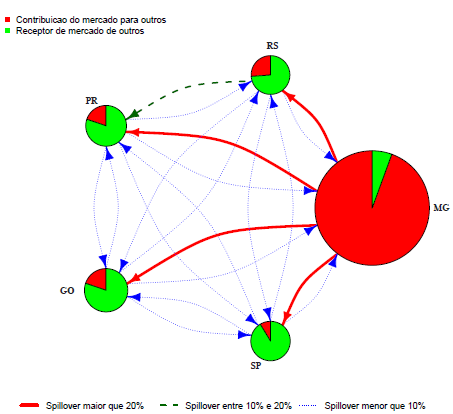 Contribuicao do mercado para outros
Receptor de mercado de outros
RS
PR
MG
GO
SP
Spillover maior que 20% Spillover entre 10% e 20% Spillover menor que 10%